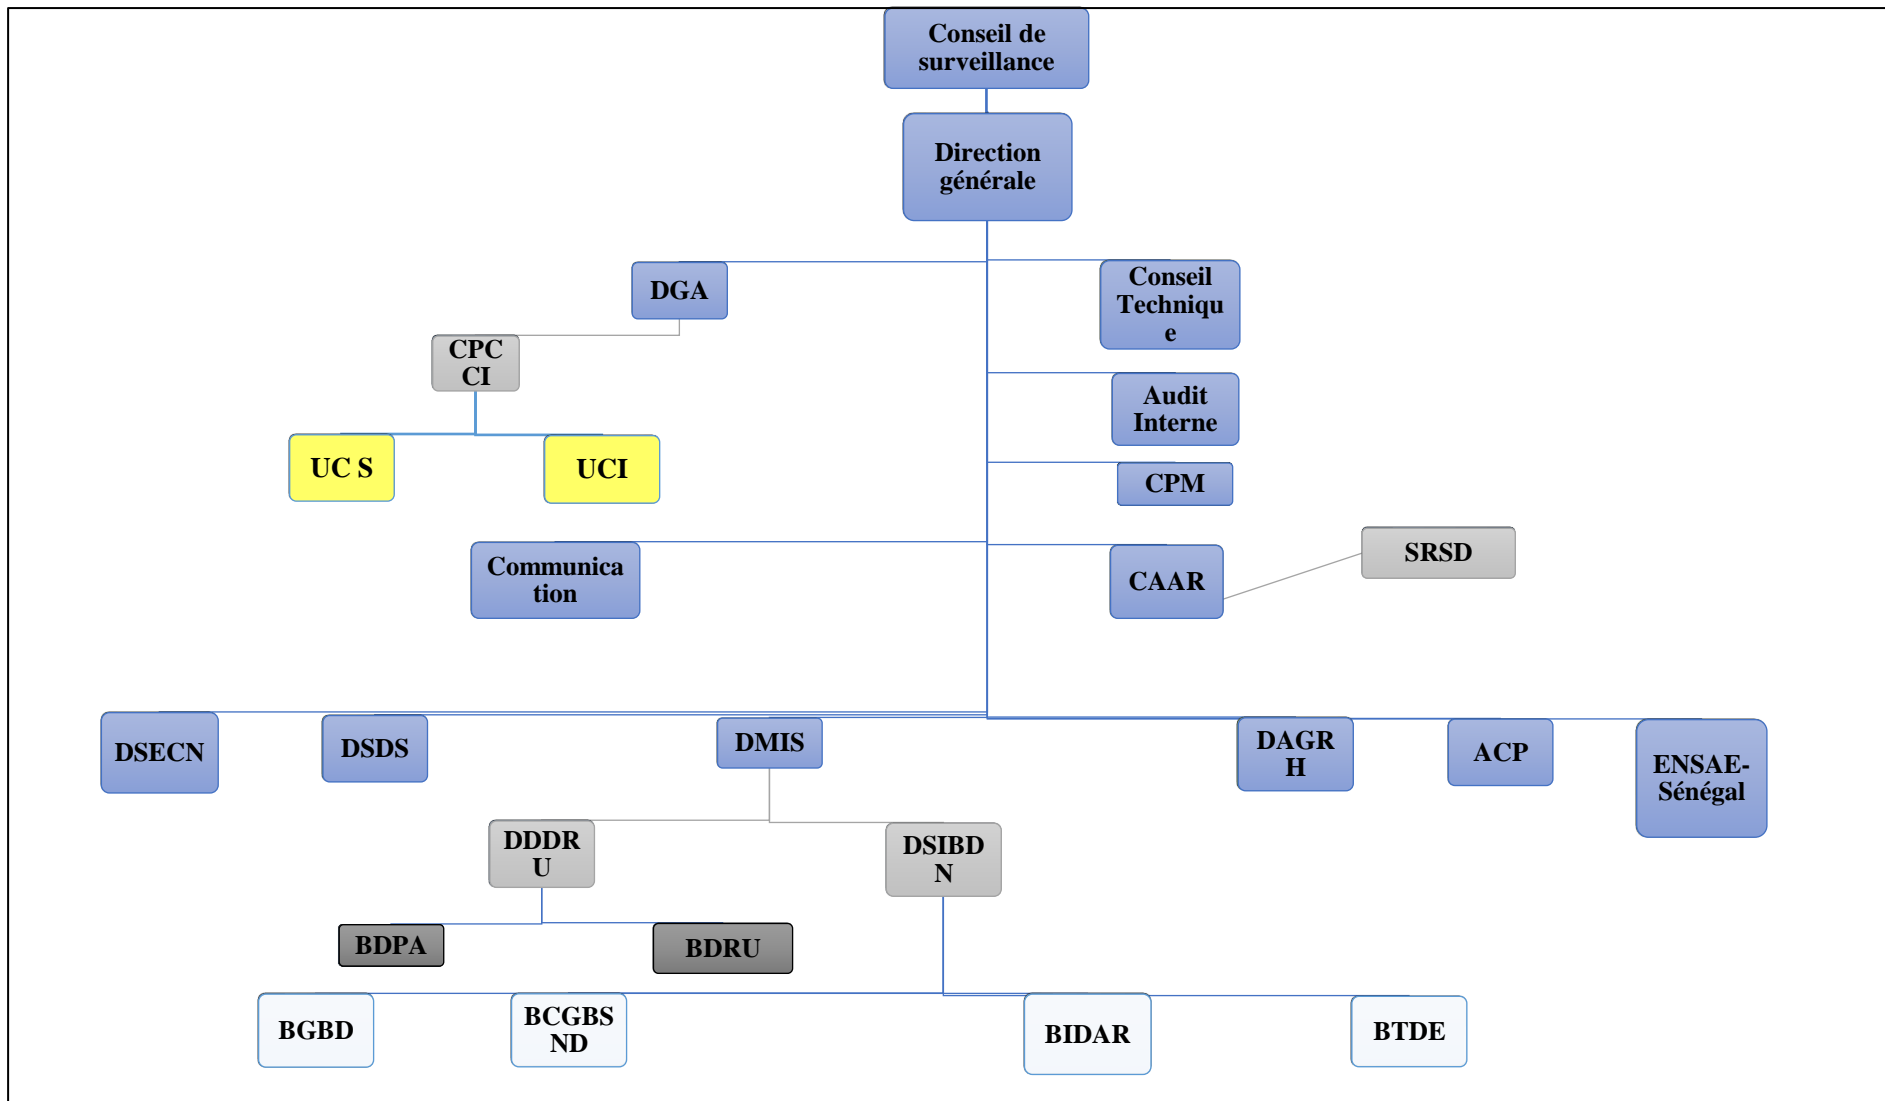 Conseil de
surveillance
Direction
générale
DGA
Conseil
Techniqu
e
CPC
CI
Audit
Interne
UC S
UCI
CPM
Communica
tion
CAAR
SRSD
DSECN
DSDS
DMIS
DAGR
H
ACP
ENSAE-
Sénégal
DDDR
U
DSIBD
N
BDPA
BDRU
BGBD
BCGBS
ND
BIDAR
BTDE